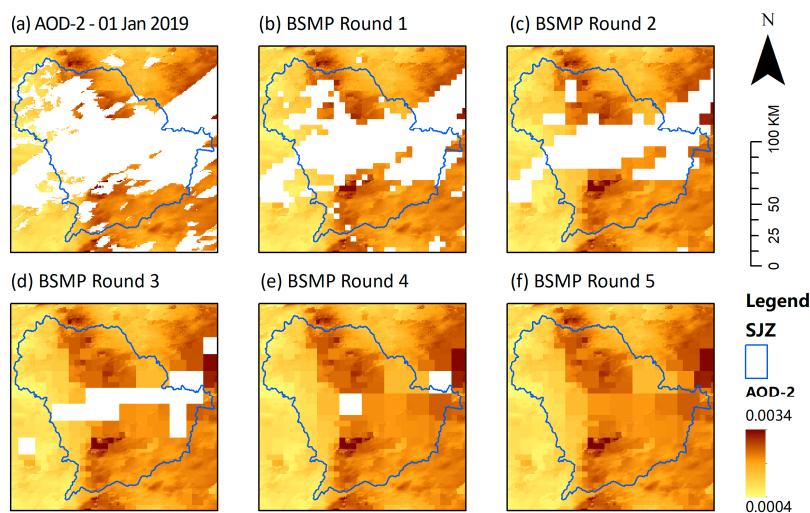 (a) AOD-2 - 01 Jan 2019
(b) BSMP Round 1
(c) BSMP Round 2
N
100 KM
50
25
0
(d) BSMP Round 3
(e) BSMP Round 4
(f) BSMP Round 5
Legend
SJZ
AOD-2
0.0034
0.0004